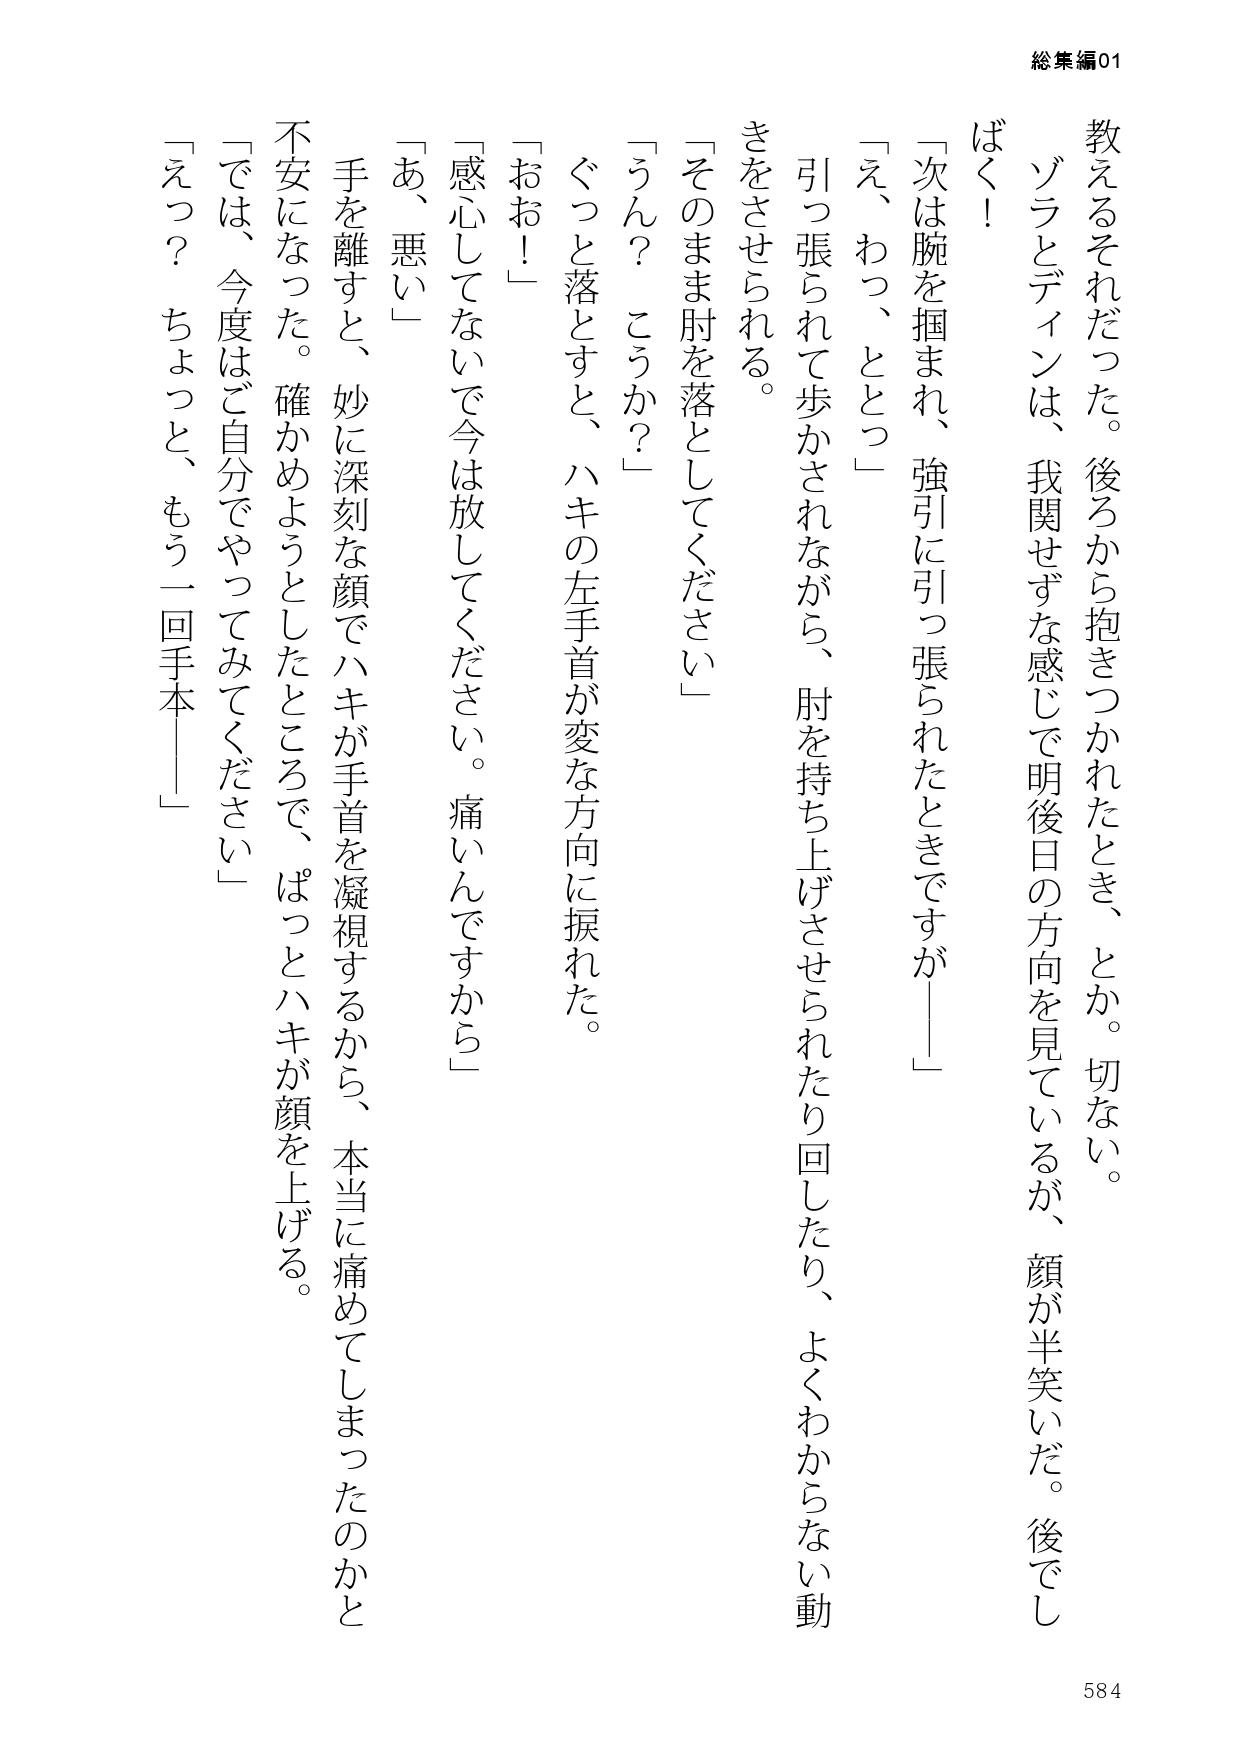 総集編01
教えるそれだった。後ろから抱きつかれたとき、とか。切ない。
　ゾラとディンは、我関せずな感じで明後日の方向を見ているが、顔が半笑いだ。後でし
ばく！
「次は腕を掴まれ、強引に引っ張られたときですが――」
「え、わっ、ととっ」
　引っ張られて歩かされながら、肘を持ち上げさせられたり回したり、よくわからない動
きをさせられる。
「そのまま肘を落としてください」
「うん？　こうか？」
　ぐっと落とすと、ハキの左手首が変な方向に捩れた。
「おお！」
「感心してないで今は放してください。痛いんですから」
「あ、悪い」
　手を離すと、妙に深刻な顔でハキが手首を凝視するから、本当に痛めてしまったのかと
不安になった。確かめようとしたところで、ぱっとハキが顔を上げる。
「では、今度はご自分でやってみてください」
「えっ？　ちょっと、もう一回手本――」
584